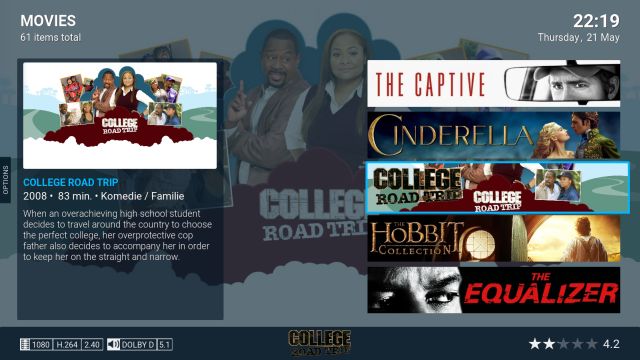 MOVIES
61 items total
22:19
Thursday, 21 May
OPTIONS
COLLEGE
ROAD TRIP
COLLEGE ROAD TRIP
2008 • 83 min. • Komedie / Familie
When an overachieving high school student
decides to travel around the country to choose
the perfect college, her overprotective cop
father also decides to accompany her in order
to keep her on the straight and narrow.
COLLEGE
ROAD TRIP
THE CAPTIVE
CINDERELLA
COLLEGE
ROAD TRIP
COLLEGE
ROAD TRIP
THE
HOBBIT
COLLECTION
THE
EQUALIZER
1080 H.264 2.40 DOLBY D 5.1
COLLEGE
ROAD TRIP
4.2